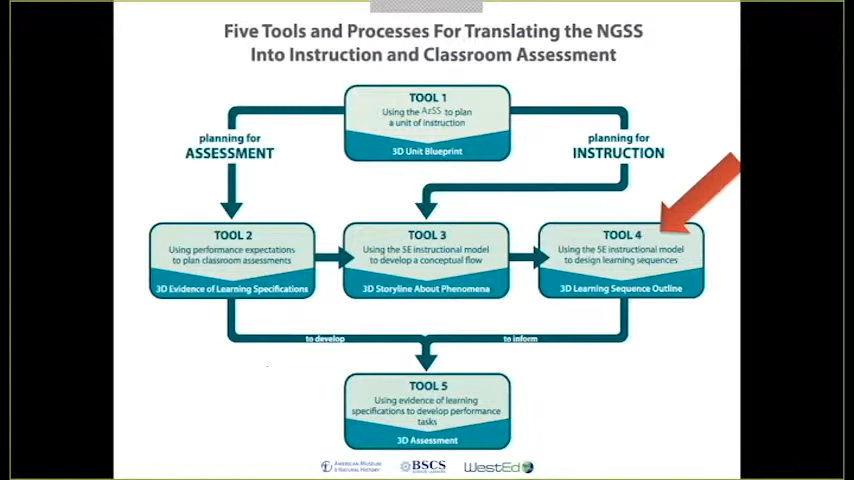 Five Tools and Processes For Translating the NGSS
Into Instruction and Classroom Assessment
TOOL 1
Using the AzSS to plan
a unit of instruction
3D Unit Blueprint
planning for
ASSESSMENT
planning for
INSTRUCTION
TOOL 2
Using performance expectations
to plan classroom assessments
3D Evidence of Learning Specifications
TOOL 3
Using the 5E instructional model
to develop a conceptual flow
3D Storyline About Phenomena
TOOL 4
Using the 5E instructional model
to design learning sequences
3D Learning Sequence Outline
to develop
to inform
TOOL 5
Using evidence of learning
specifications to develop performance
tasks
3D Assessment
AMERICAN MUSEUM
& NATURAL HISTORY
BSCS
WestEd